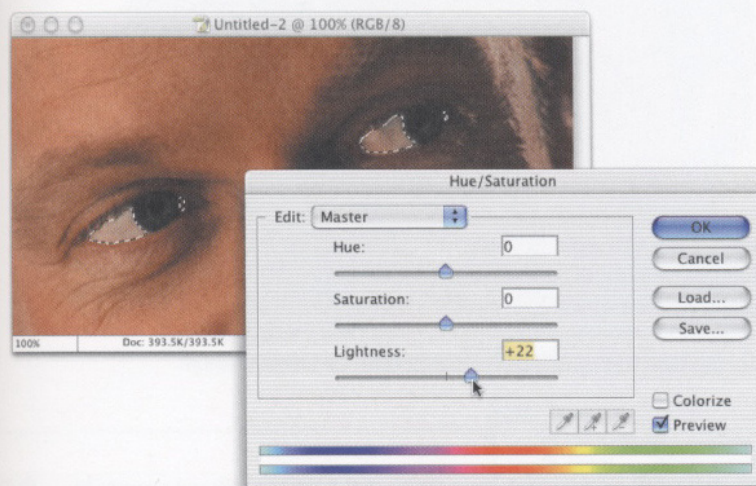 Untitled-2 @ 100% (RGB/8)
Hue/Saturation
Edit: Master
OK
Hue: 0
Cancel
Saturation: 0
Load...
Save...
100% Doc: 393.5K/393.5K
Lightness: +22
Colorize
Preview